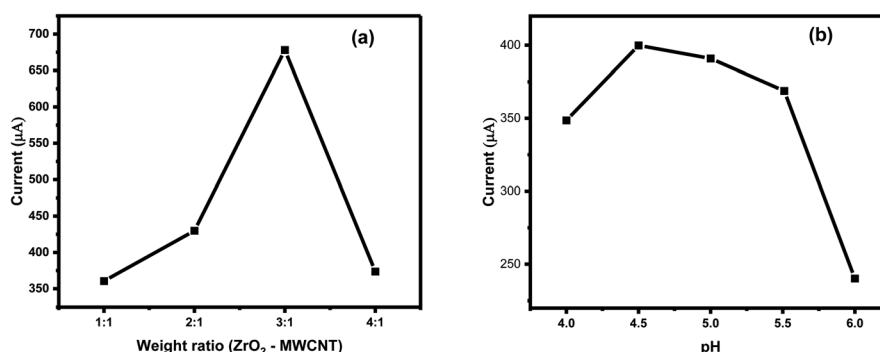 (a)
700
650
600
550
500
450
400
350
Current (μA)
1:1 2:1 3:1 4:1
Weight ratio (ZrO₂ - MWCNT)
(b)
400
350
300
250
Current (μA)
4.0 4.5 5.0 5.5 6.0
pH